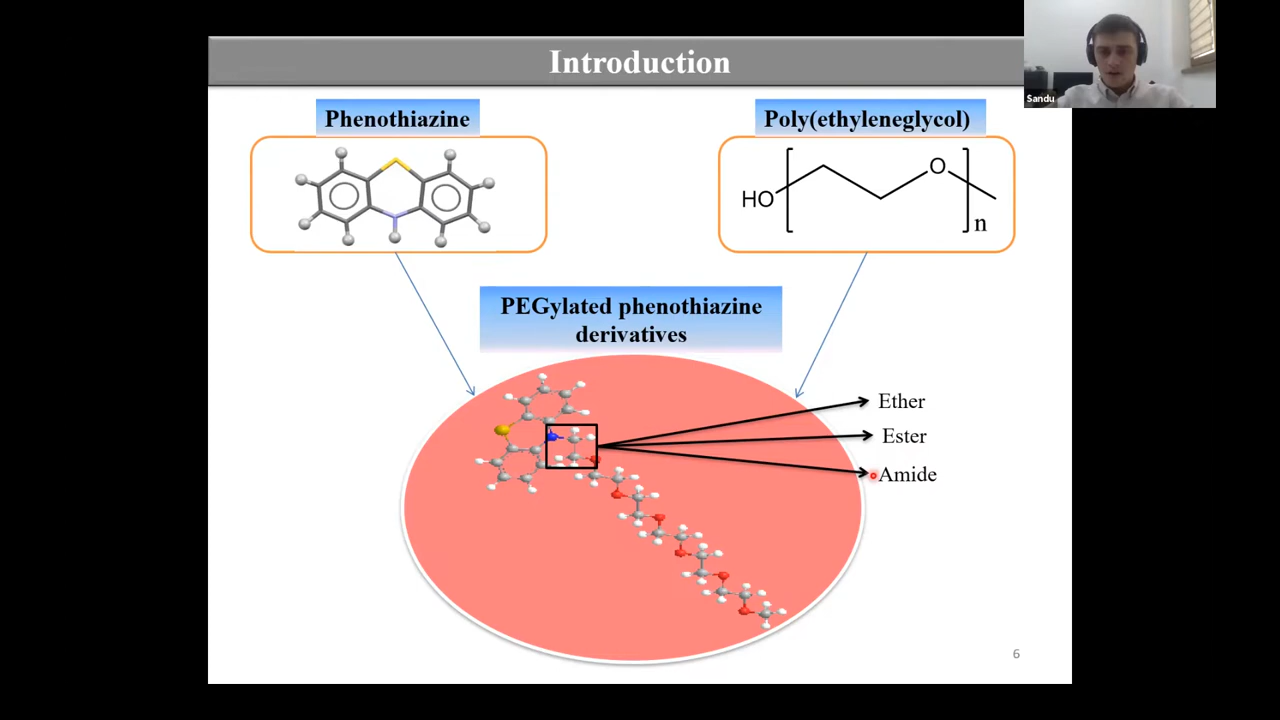 Introduction
Sandu
Phenothiazine
Poly(ethyleneglycol)
HO
O
n
PEGylated phenothiazine
derivatives
Ether
Ester
Amide
6